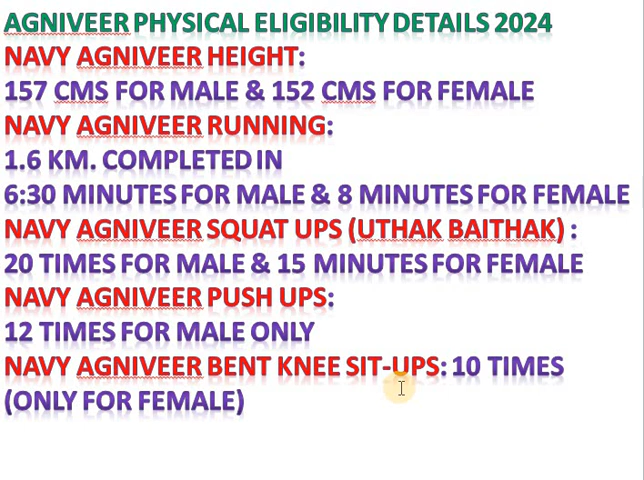 AGNIVEER PHYSICAL ELIGIBILITY DETAILS 2024
NAVY AGNIVEER HEIGHT:
157 CMS FOR MALE & 152 CMS FOR FEMALE
NAVY AGNIVEER RUNNING:
1.6 KM. COMPLETED IN
6:30 MINUTES FOR MALE & 8 MINUTES FOR FEMALE
NAVY AGNIVEER SQUAT UPS (UTHAK BAITHAK) :
20 TIMES FOR MALE & 15 MINUTES FOR FEMALE
NAVY AGNIVEER PUSH UPS:
12 TIMES FOR MALE ONLY
NAVY AGNIVEER BENT KNEE SIT-UPS: 10 TIMES
(ONLY FOR FEMALE)